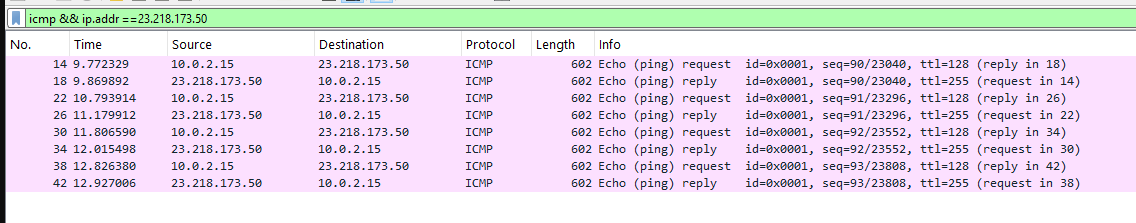 icmp && ip.addr ==23.218.173.50
No. Time Source Destination Protocol Length Info
14 9.772329 10.0.2.15 23.218.173.50 ICMP 602 Echo (ping) request id=0x0001, seq=90/23040, ttl=128 (reply in 18)
18 9.869892 23.218.173.50 10.0.2.15 ICMP 602 Echo (ping) reply id=0x0001, seq=90/23040, ttl=255 (request in 14)
22 10.793914 10.0.2.15 23.218.173.50 ICMP 602 Echo (ping) request id=0x0001, seq=91/23296, ttl=128 (reply in 26)
26 11.179912 23.218.173.50 10.0.2.15 ICMP 602 Echo (ping) reply id=0x0001, seq=91/23296, ttl=255 (request in 22)
30 11.806590 10.0.2.15 23.218.173.50 ICMP 602 Echo (ping) request id=0x0001, seq=92/23552, ttl=128 (reply in 34)
34 12.015498 23.218.173.50 10.0.2.15 ICMP 602 Echo (ping) reply id=0x0001, seq=92/23552, ttl=255 (request in 30)
38 12.826380 10.0.2.15 23.218.173.50 ICMP 602 Echo (ping) request id=0x0001, seq=93/23808, ttl=128 (reply in 42)
42 12.927006 23.218.173.50 10.0.2.15 ICMP 602 Echo (ping) reply id=0x0001, seq=93/23808, ttl=255 (request in 38)